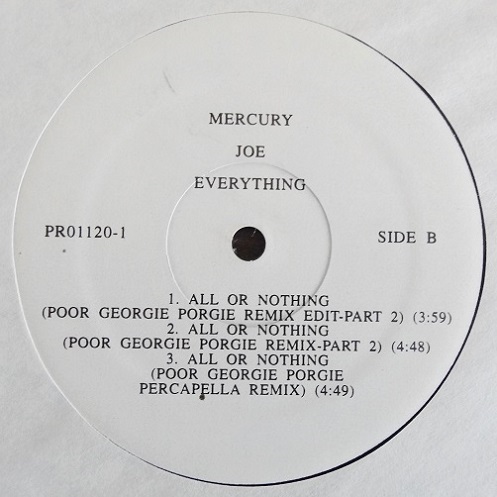 MERCURY
JOE
EVERYTHING
PR01120-1
SIDE B
1. ALL OR NOTHING
(POOR GEORGIE PORGIE REMIX EDIT-PART 2) (3:59)
2. ALL OR NOTHING
(POOR GEORGIE PORGIE REMIX-PART 2) (4:48)
3. ALL OR NOTHING
(POOR GEORGIE PORGIE
PERCAPELLA REMIX) (4:49)